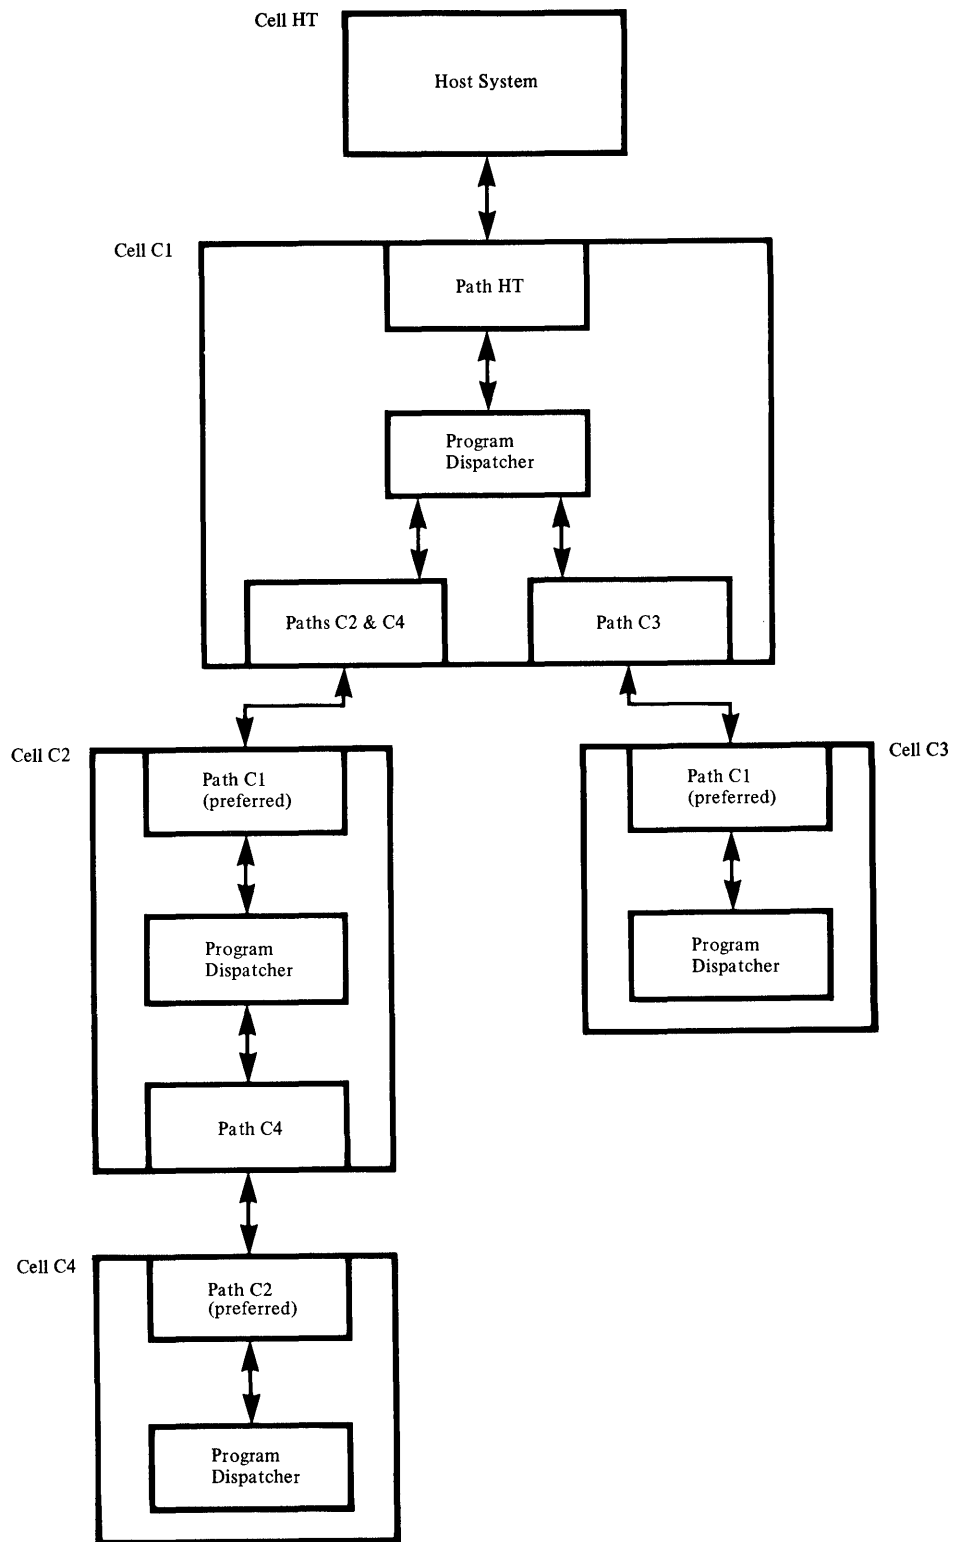 Cell HT
Host System
Cell C1
Path HT
Program
Dispatcher
Paths C2 & C4
Path C3
Cell C2
Path C1
(preferred)
Cell C3
Path C1
(preferred)
Program
Dispatcher
Program
Dispatcher
Path C4
Cell C4
Path C2
(preferred)
Program
Dispatcher